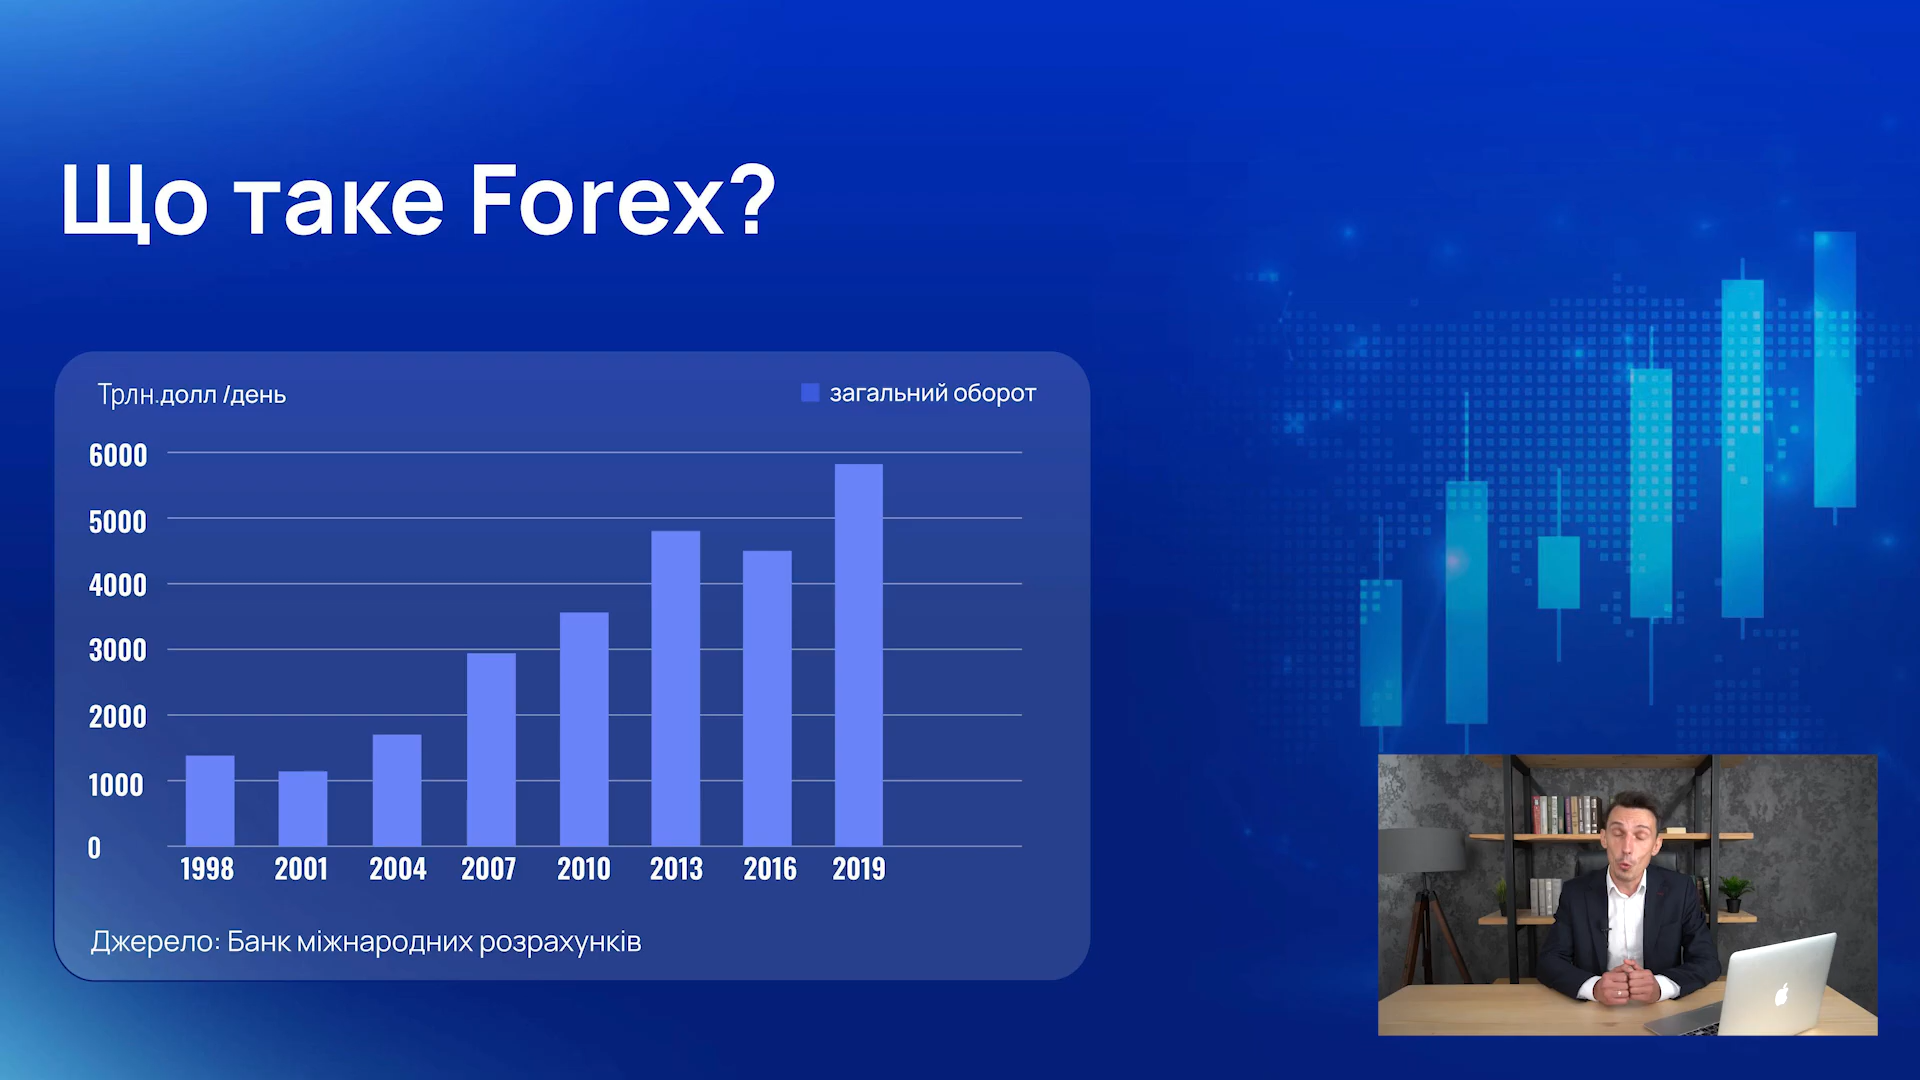 Що таке Forex?
Трлн.долл /день
загальний оборот
6000
5000
4000
3000
2000
1000
0
1998 2001 2004 2007 2010 2013 2016 2019
Джерело: Банк міжнародних розрахунків